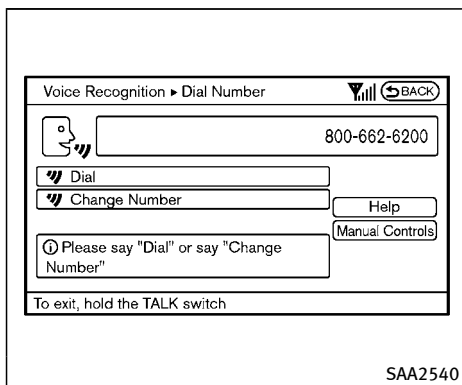 Voice Recognition ▸ Dial Number
BACK
800-662-6200
Dial
Change Number
Help
Manual Controls
Please say "Dial" or say "Change
Number"
To exit, hold the TALK switch
SAA2540